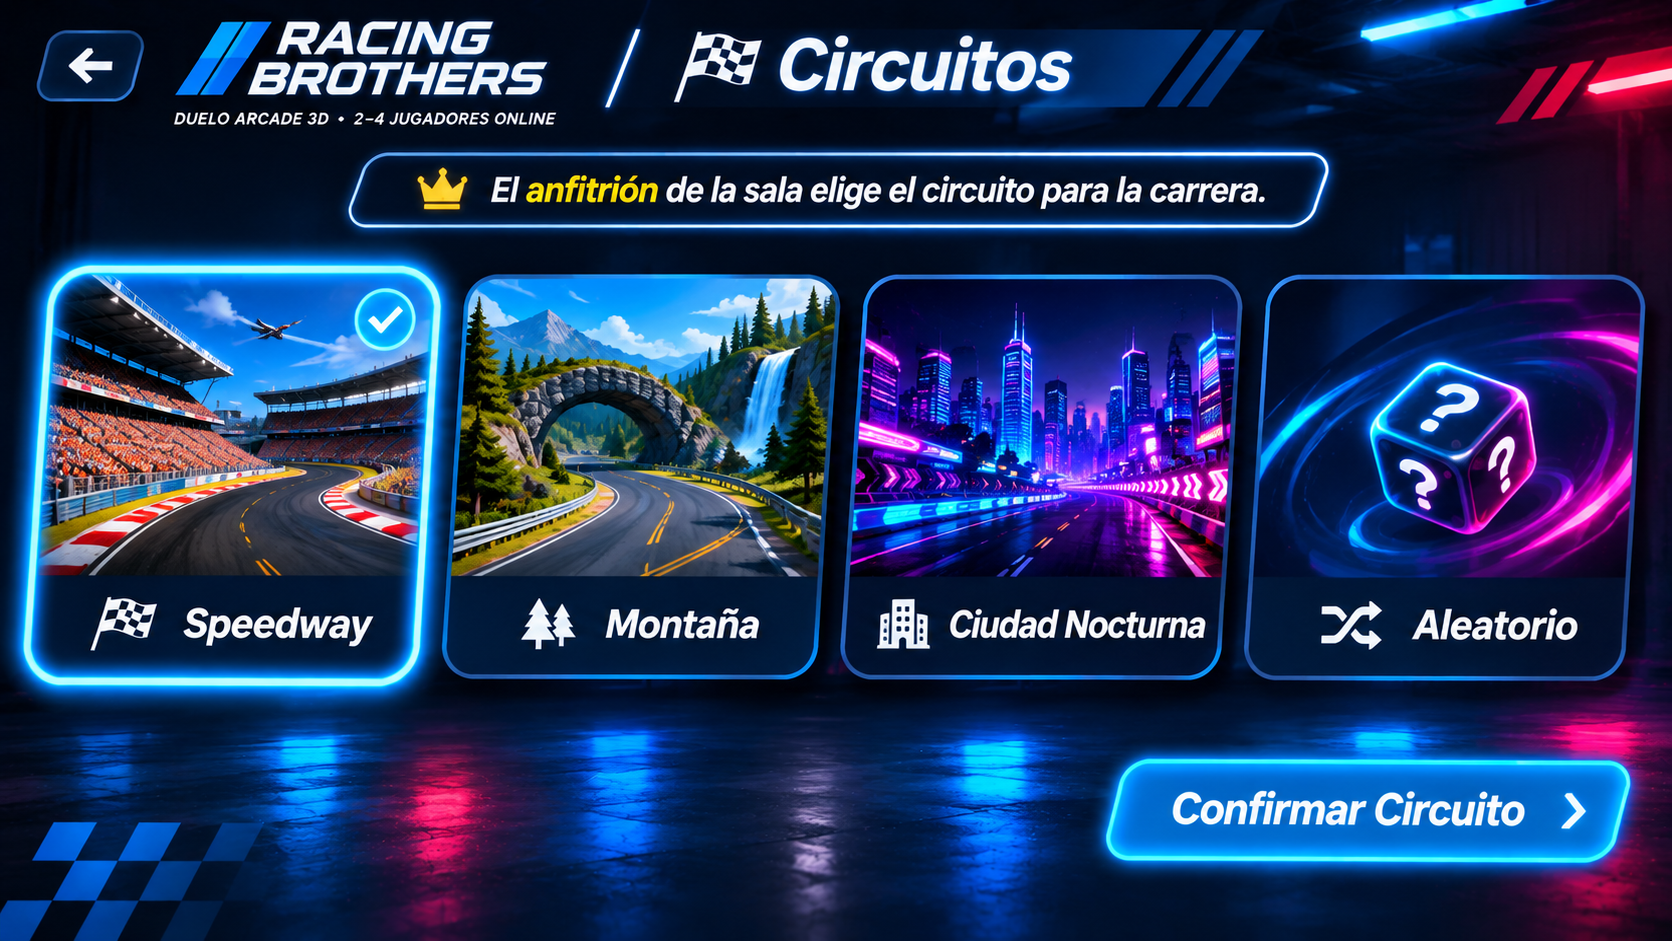 RACING
BROTHERS
DUELO ARCADE 3D • 2–4 JUGADORES ONLINE
Circuitos
El anfitrión de la sala elige el circuito para la carrera.
? ? ?
Speedway
Montaña
Ciudad Nocturna
Aleatorio
Confirmar Circuito